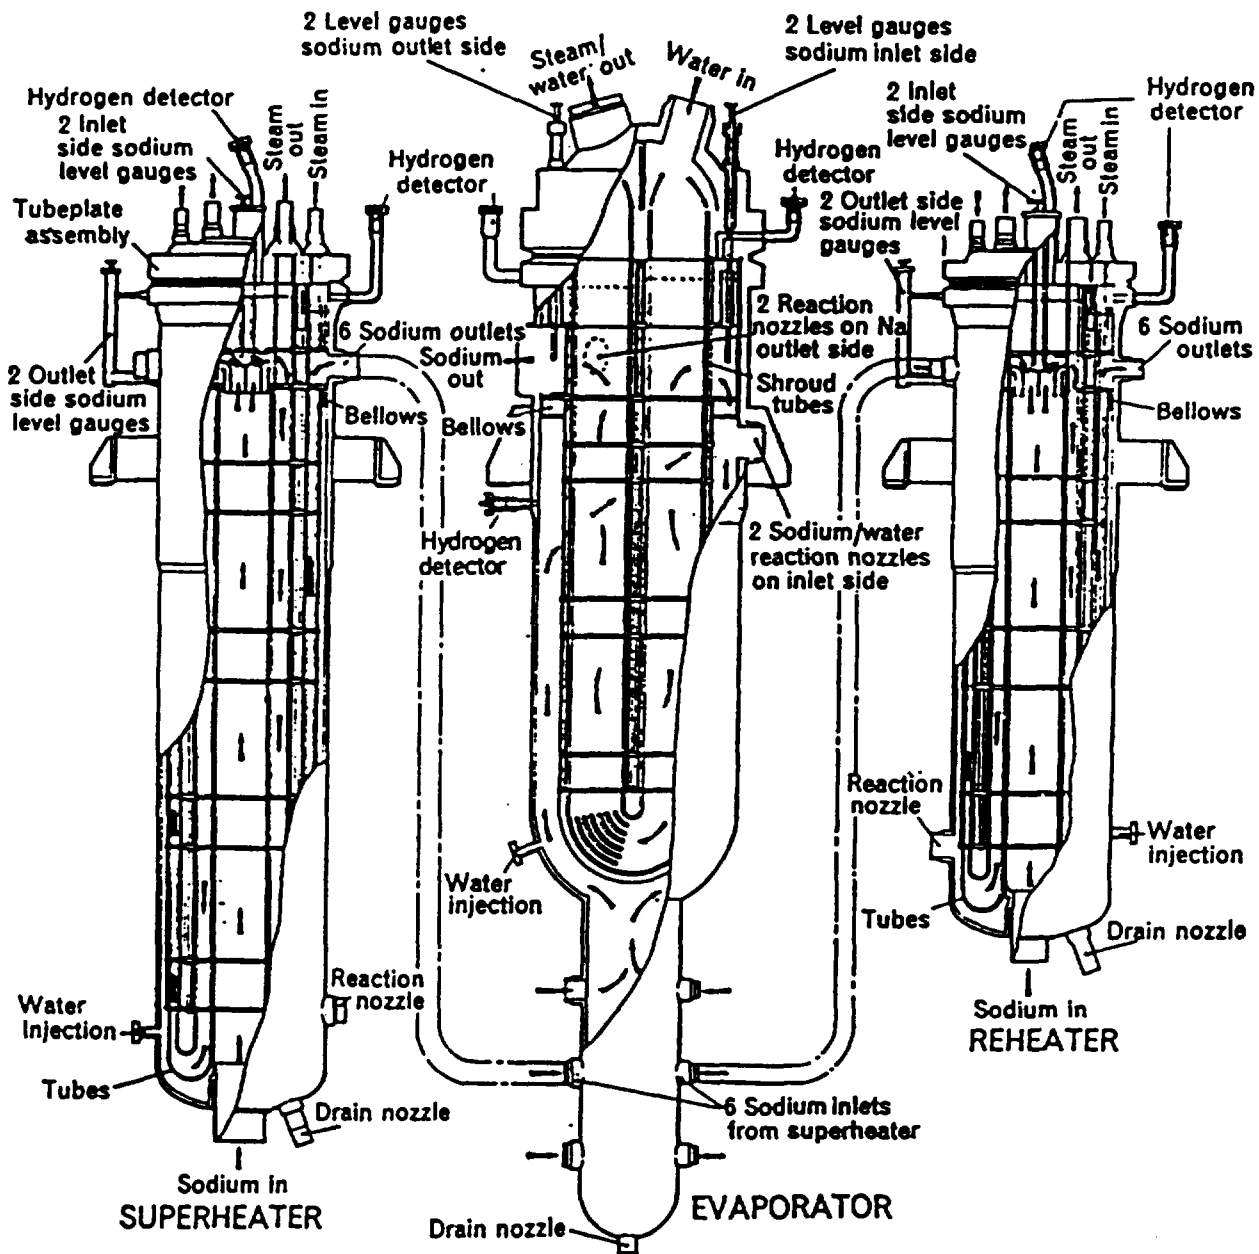 2 Level gauges
sodium outlet side
Steam/
water out
Water in
2 Level gauges
sodium inlet side
Hydrogen detector
2 Inlet
side sodium
level gauges
Steam
out
Steam in
Tubeplate
assembly
Hydrogen
detector
Hydrogen
detector
2 Inlet
side sodium
level gauges
Hydrogen
detector
Steam
out
Steam in
2 Outlet side
sodium level
gauges
6 Sodium outlets
Sodium
out
2 Reaction
nozzles on Na
outlet side
6 Sodium
outlets
2 Outlet
side sodium
level gauges
Bellows
Bellows
Shroud
tubes
Bellows
Hydrogen
detector
2 Sodium/water
reaction nozzles
on inlet side
Reaction
nozzle
Water
injection
Water
injection
Tubes
Drain nozzle
Reaction
nozzle
Water
Injection
Sodium in
REHEATER
Tubes
Drain nozzle
6 Sodium inlets
from superheater
Sodium in
SUPERHEATER
EVAPORATOR
Drain nozzle